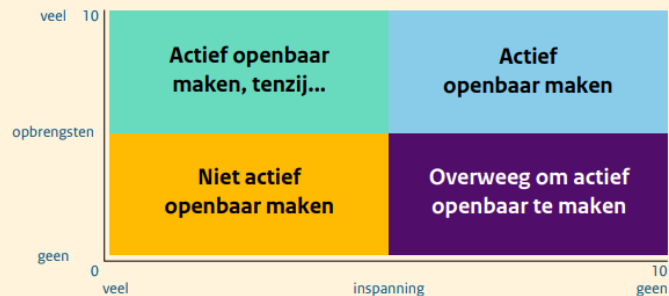 veel 10
Actief openbaar
maken, tenzij...
Actief
openbaar maken
opbrengsten
Niet actief
openbaar maken
Overweeg om actief
openbaar te maken
geen
0
10
veel
inspanning
geen